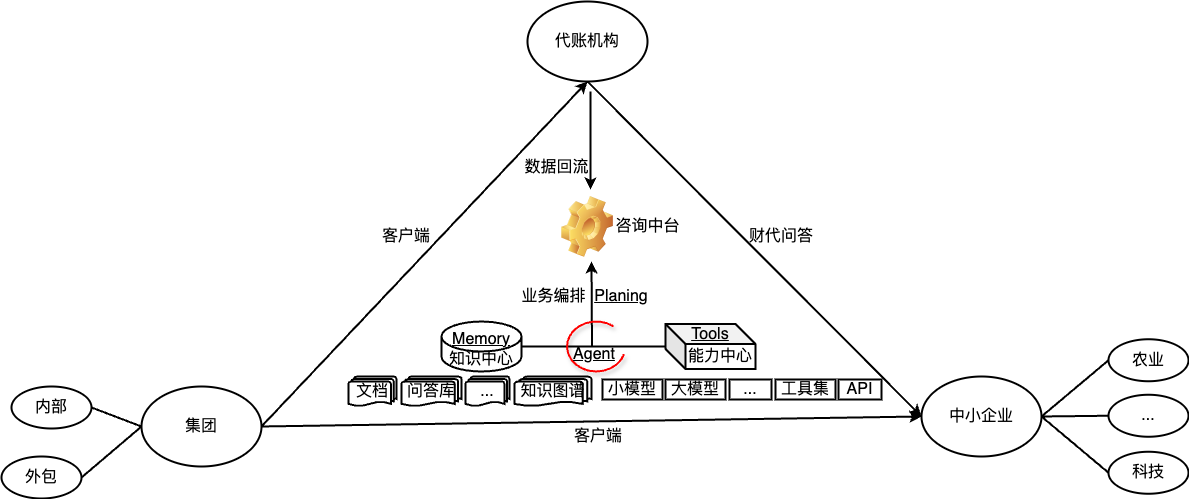 代账机构
数据回流
咨询中台
客户端
财代问答
业务编排 Planing
Memory
知识中心
Agent
Tools
能力中心
文档 问答库 ... 知识图谱 小模型 大模型 ... 工具集 API
农业
内部
集团
客户端
中小企业
...
外包
科技